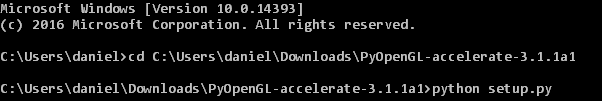 Microsoft Windows [Version 10.0.14393]
(c) 2016 Microsoft Corporation. All rights reserved.
C:\Users\daniel>cd C:\Users\daniel\Downloads\PyOpenGL-accelerate-3.1.1a1
C:\Users\daniel\Downloads\PyOpenGL-accelerate-3.1.1a1>python setup.py